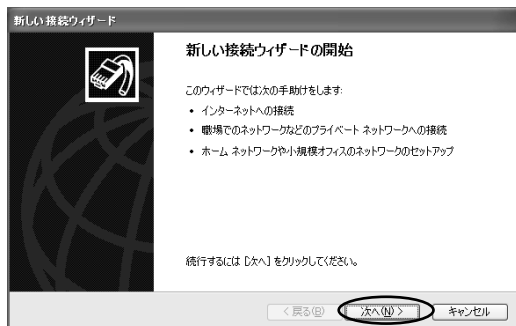 新しい接続ウィザード
新しい接続ウィザードの開始
このウィザードでは次の手助けをします:
• インターネットへの接続
• 職場でのネットワークなどのプライベート ネットワークへの接続
• ホーム ネットワークや小規模オフィスのネットワークのセットアップ
続行するには [次へ] をクリックしてください。
< 戻る(B) 次へ(N) > キャンセル